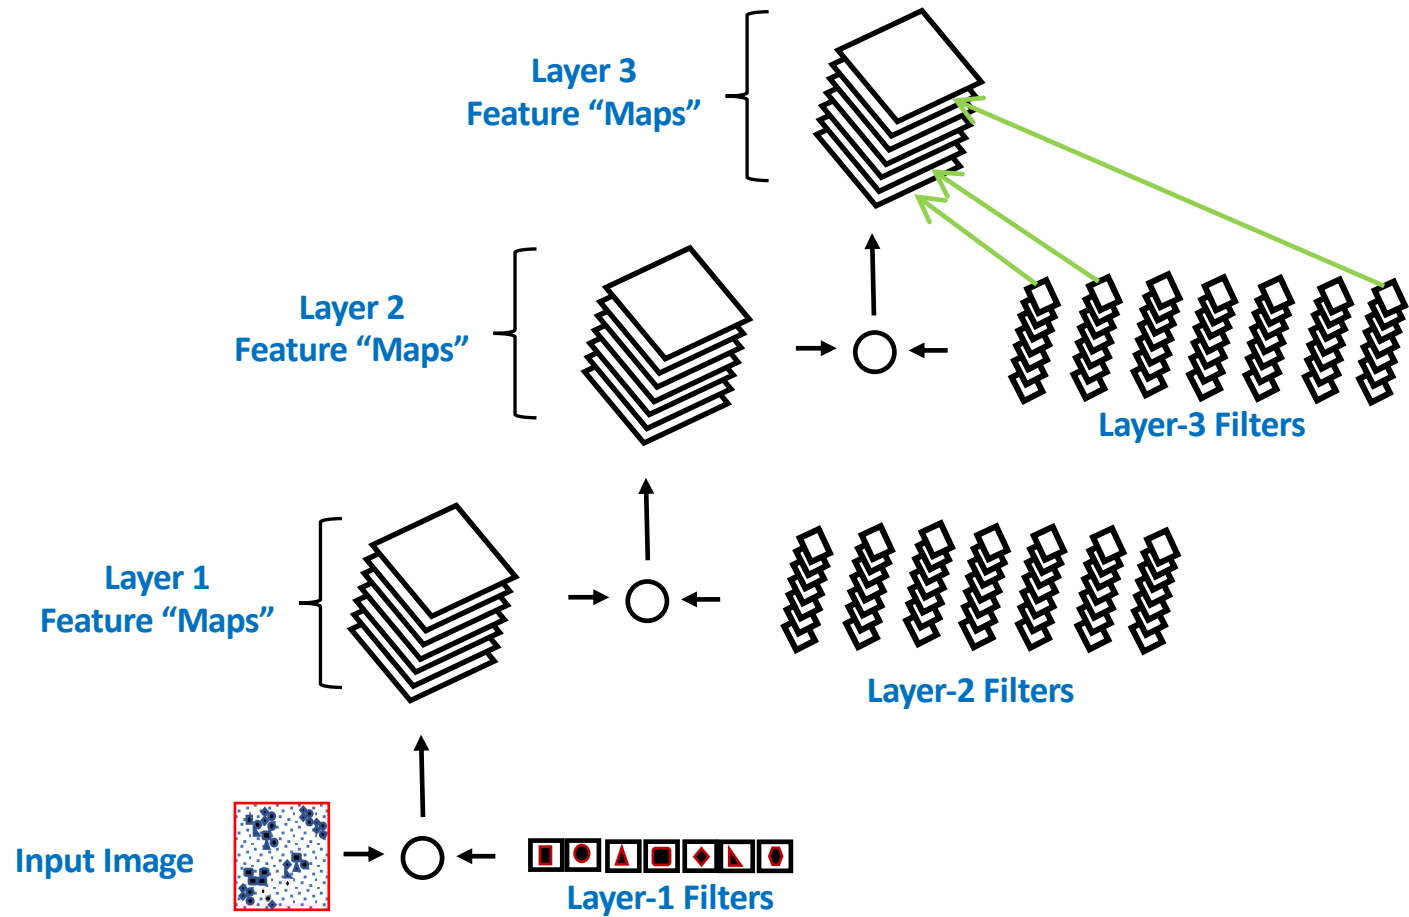 Layer 3
Feature “Maps”
Layer 2
Feature “Maps”
Layer-3 Filters
Layer 1
Feature “Maps”
Layer-2 Filters
Input Image
Layer-1 Filters